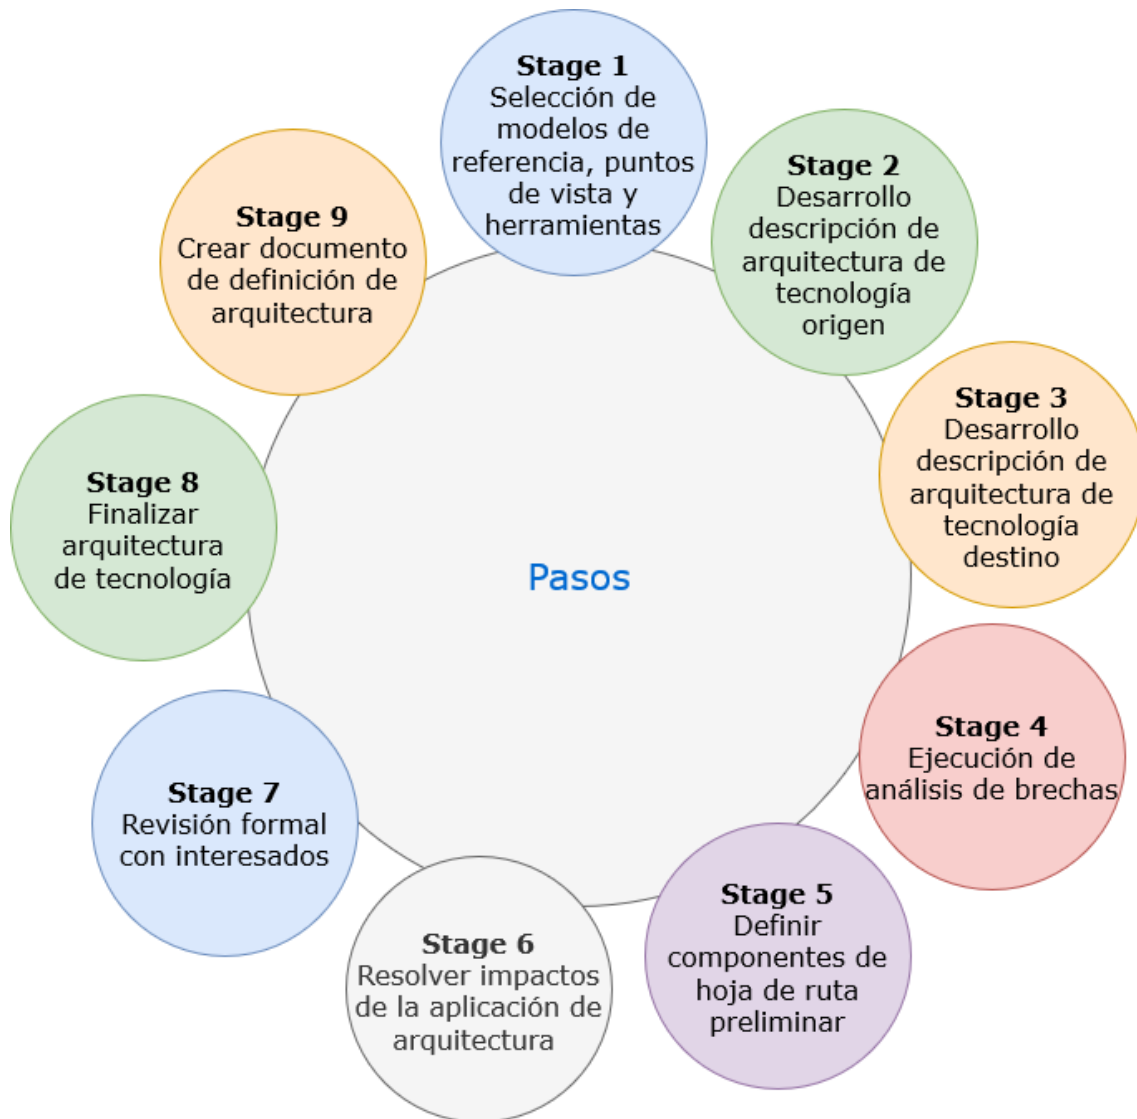 Stage 1
Selección de
modelos de
referencia, puntos
de vista y
herramientas
Stage 2
Desarrollo
descripción de
arquitectura de
tecnología
origen
Stage 3
Desarrollo
descripción de
arquitectura de
tecnología
destino
Stage 4
Ejecución de
análisis de brechas
Stage 5
Definir
componentes de
hoja de ruta
preliminar
Stage 6
Resolver impactos
de la aplicación de
arquitectura
Stage 7
Revisión formal
con interesados
Stage 8
Finalizar
arquitectura
de tecnología
Stage 9
Crear documento
de definición de
arquitectura
Pasos